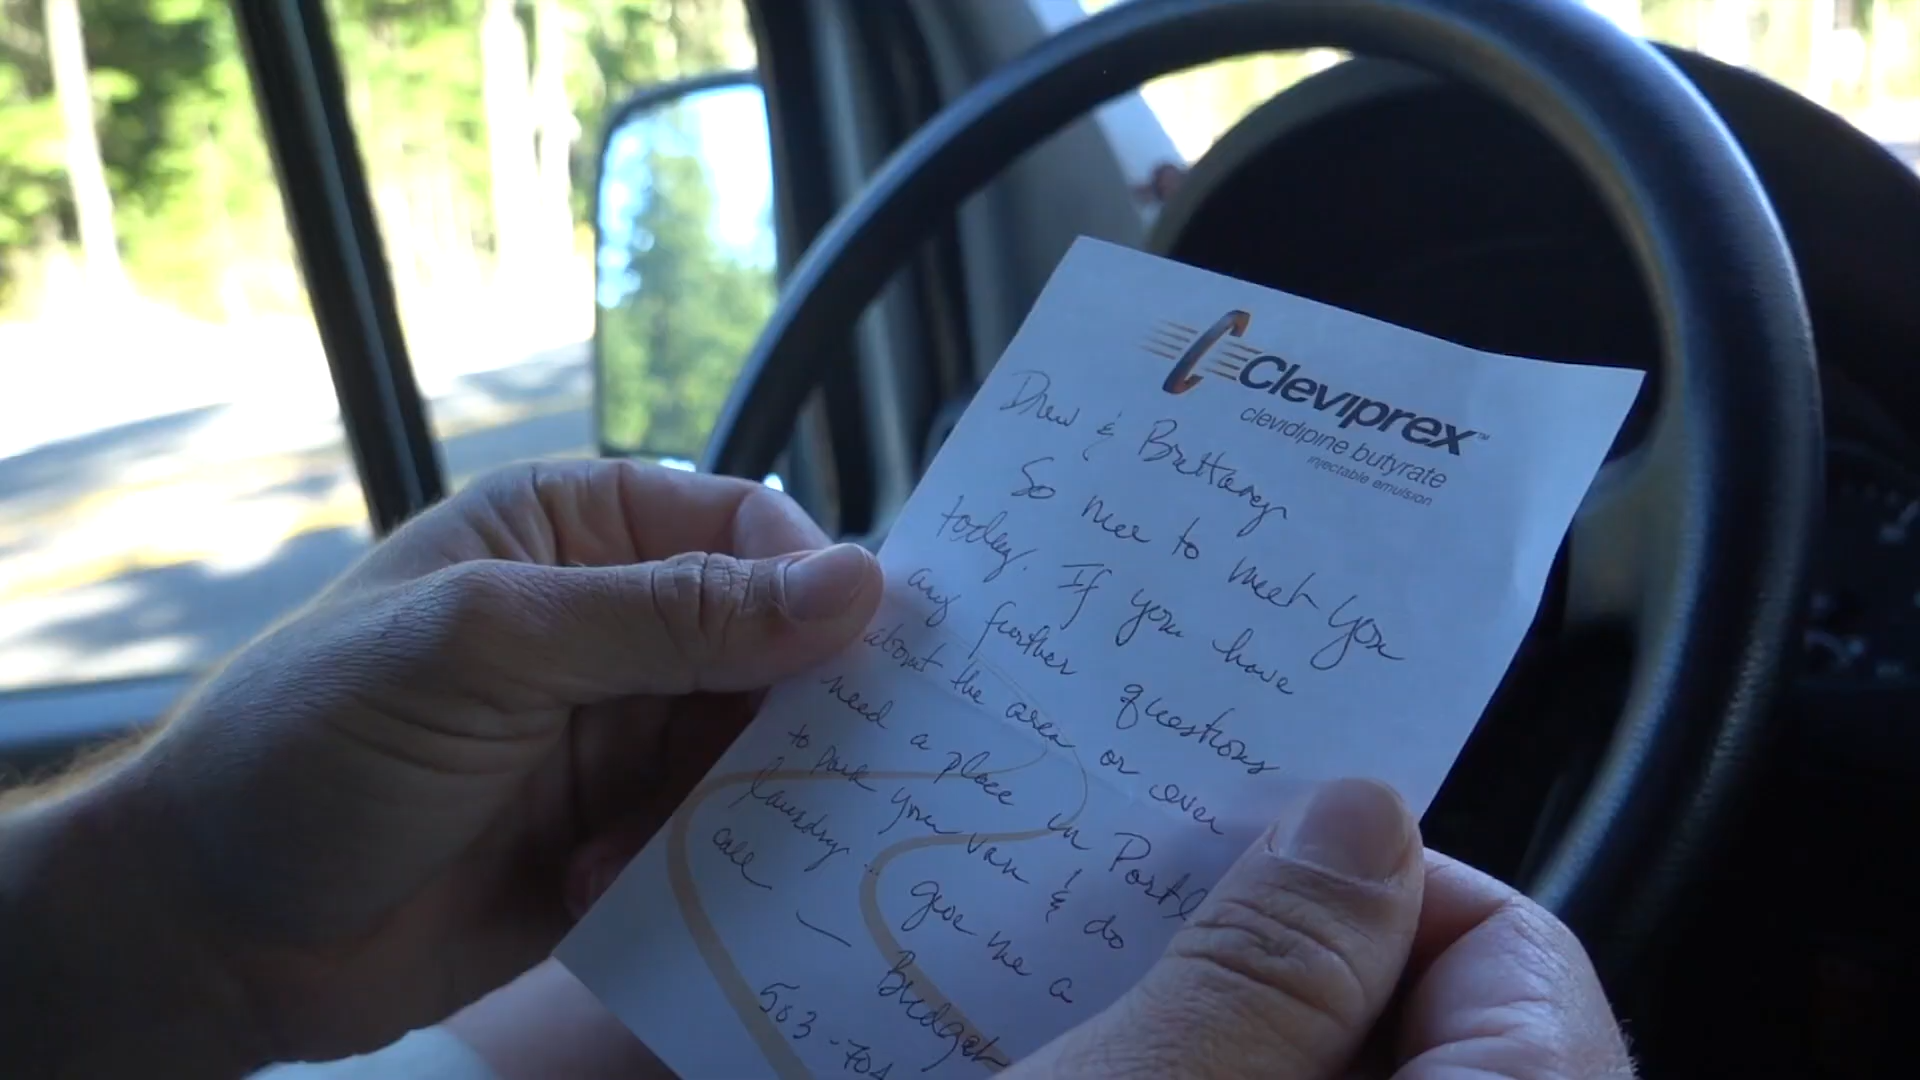 Cleviprex™
clevidipine butyrate
injectable emulsion
Drew & Brittany
So nice to meet you
today. If you have
any further questions
about the area or ever
need a place in Portl
to park your van & do
laundry... give me a
call — Bridget
503-704